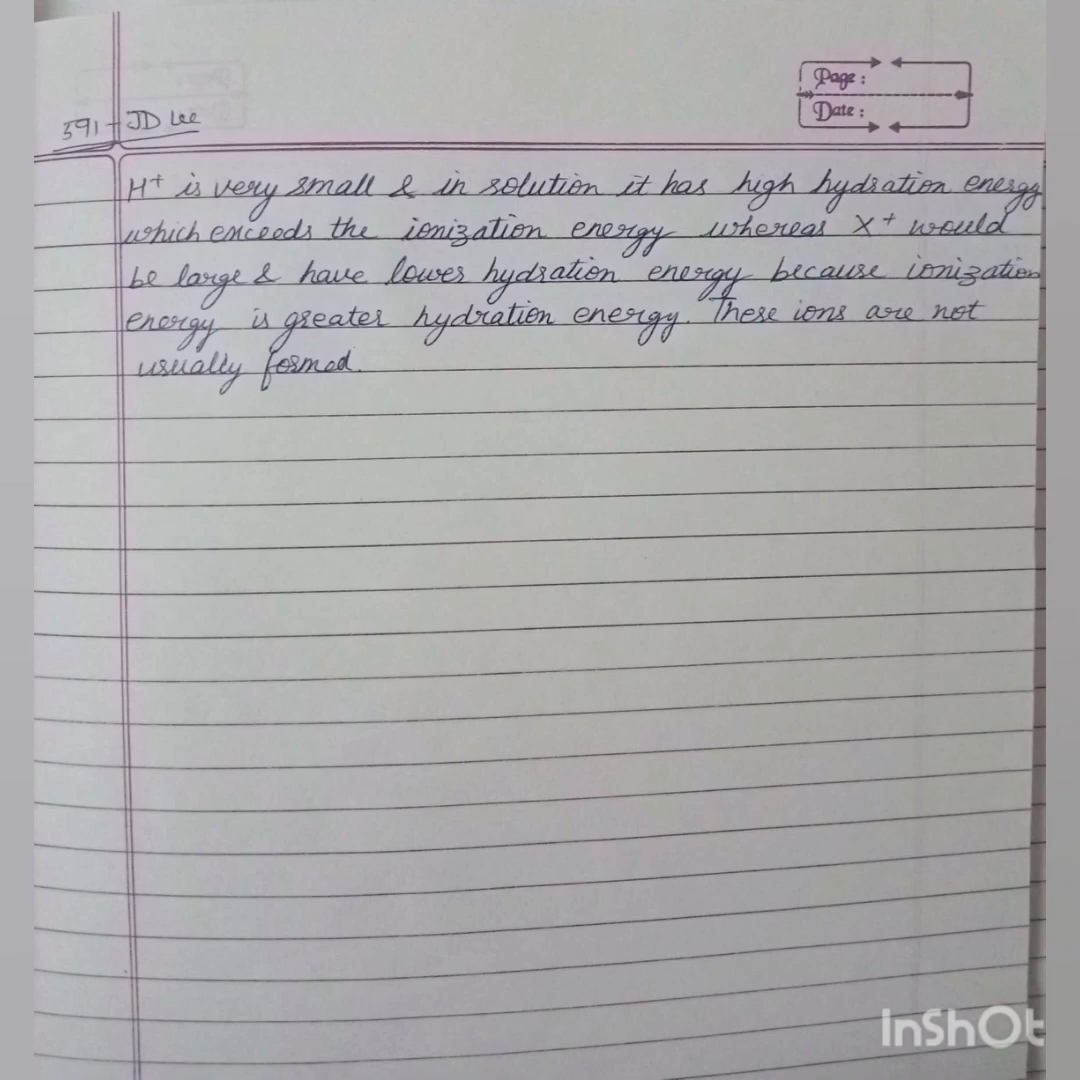 Page :
Date :
591 - JD Lee
H+ is very small & in solution it has high hydration energy
which exceeds the ionization energy whereas X+ would
be large & have lower hydration energy because ionization
energy is greater hydration energy. These ions are not
usually formed.
InShOt